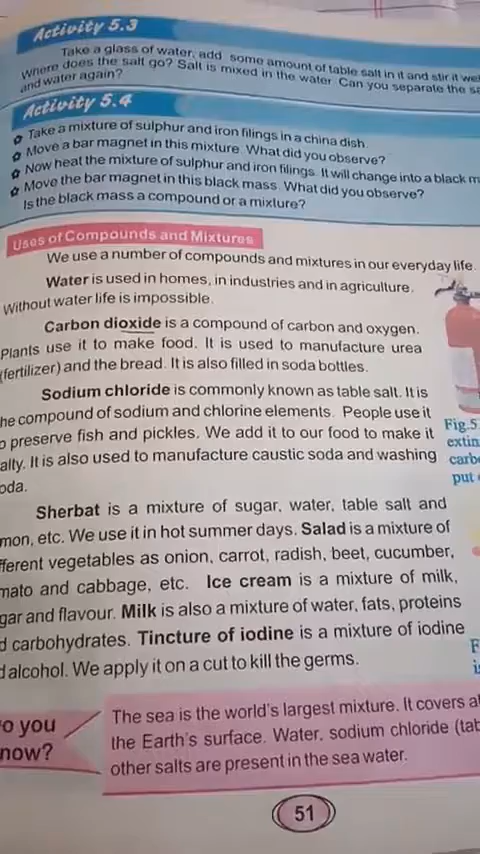 Activity 5.3
Take a glass of water, add some amount of table salt in it and stir it
Where does the salt go? Salt is mixed in the water. Can you separate the
and water again?
Activity 5.4
Take a mixture of sulphur and iron filings in a china dish.
Move a bar magnet in this mixture. What did you observe?
Now heat the mixture of sulphur and iron filings. It will change into a black
Move the bar magnet in this black mass. What did you observe?
Is the black mass a compound or a mixture?
Uses of Compounds and Mixtures
We use a number of compounds and mixtures in our everyday life.
Water is used in homes, in industries and in agriculture.
Without water life is impossible.
Carbon dioxide is a compound of carbon and oxygen.
Plants use it to make food. It is used to manufacture urea
(fertilizer) and the bread. It is also filled in soda bottles.
Sodium chloride is commonly known as table salt. It is
he compound of sodium and chlorine elements. People use it
o preserve fish and pickles. We add it to our food to make it
alty. It is also used to manufacture caustic soda and washing
oda.
Fig.5
extin
carb
put
Sherbat is a mixture of sugar, water, table salt and
mon, etc. We use it in hot summer days. Salad is a mixture of
fferent vegetables as onion, carrot, radish, beet, cucumber,
mato and cabbage, etc. Ice cream is a mixture of milk,
gar and flavour. Milk is also a mixture of water, fats, proteins
d carbohydrates. Tincture of iodine is a mixture of iodine
d alcohol. We apply it on a cut to kill the germs.
F
i
o you
now?
The sea is the world's largest mixture. It covers
the Earth's surface. Water, sodium chloride
other salts are present in the sea water.
51